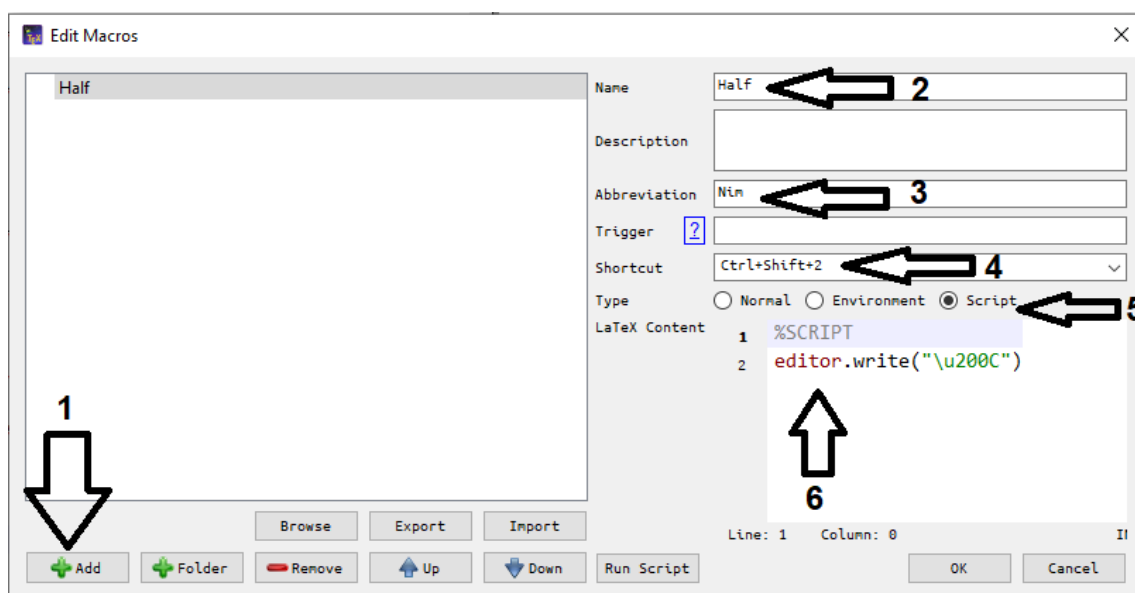 Edit Macros
Half
Name
Half
2
Description
Abbreviation
Nim
3
Trigger
?
Shortcut
Ctrl+Shift+2
4
Type
Normal
Environment
Script
5
LaTeX Content
1 %SCRIPT
2 editor.write("\u200C")
1
6
Browse
Export
Import
Line: 1 Column: 0
Add
Folder
Remove
Up
Down
Run Script
OK
Cancel